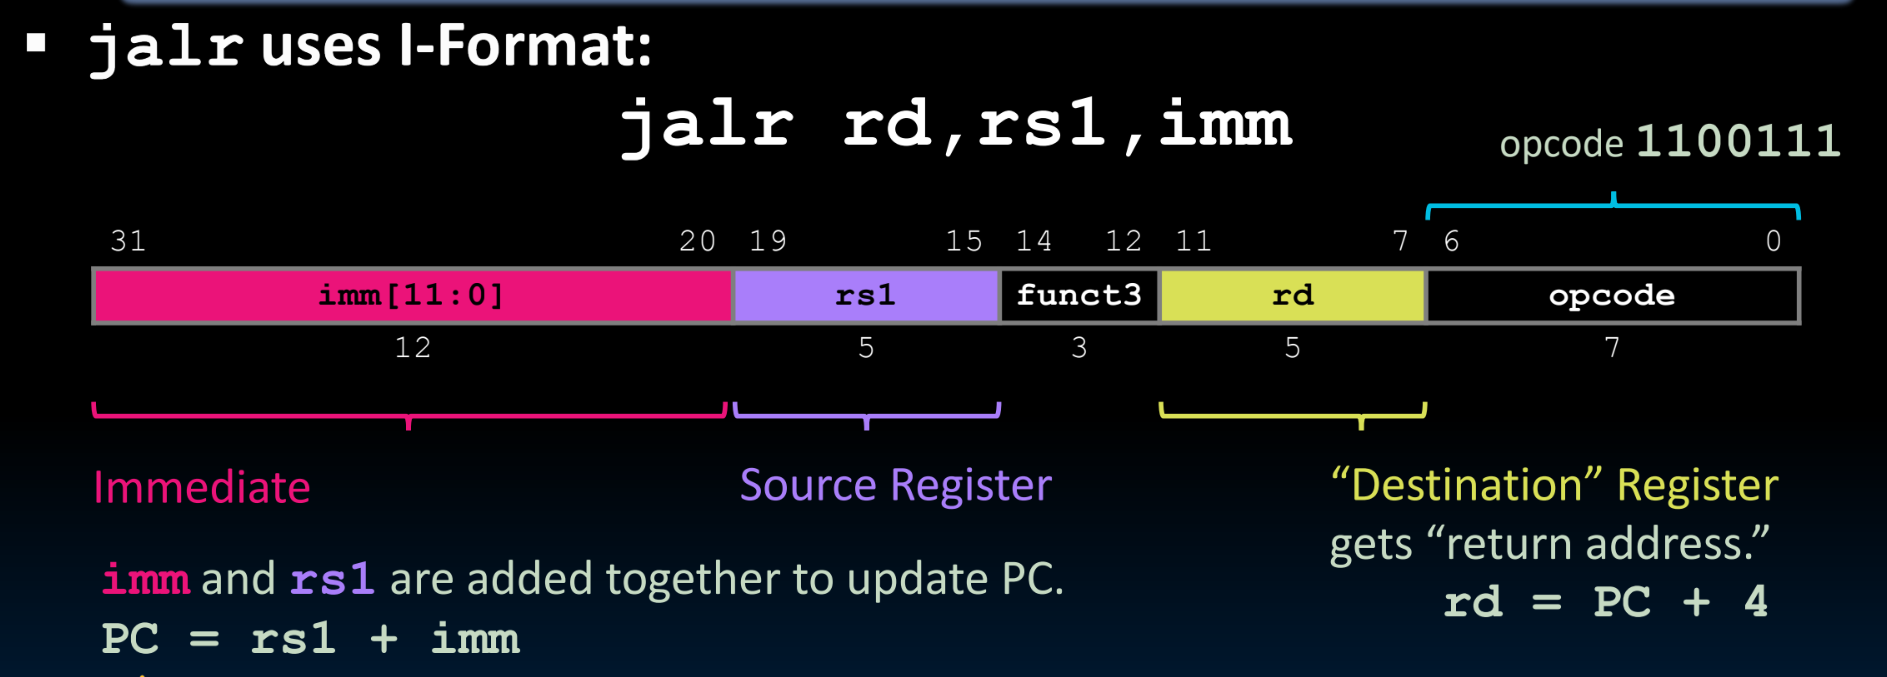 ▪ jalr uses I-Format:
jalr rd,rs1,imm
opcode 1100111
31 20 19 15 14 12 11 7 6 0
imm[11:0] rs1 funct3 rd opcode
12 5 3 5 7
Immediate
Source Register
“Destination” Register
gets “return address.”
rd = PC + 4
imm and rs1 are added together to update PC.
PC = rs1 + imm